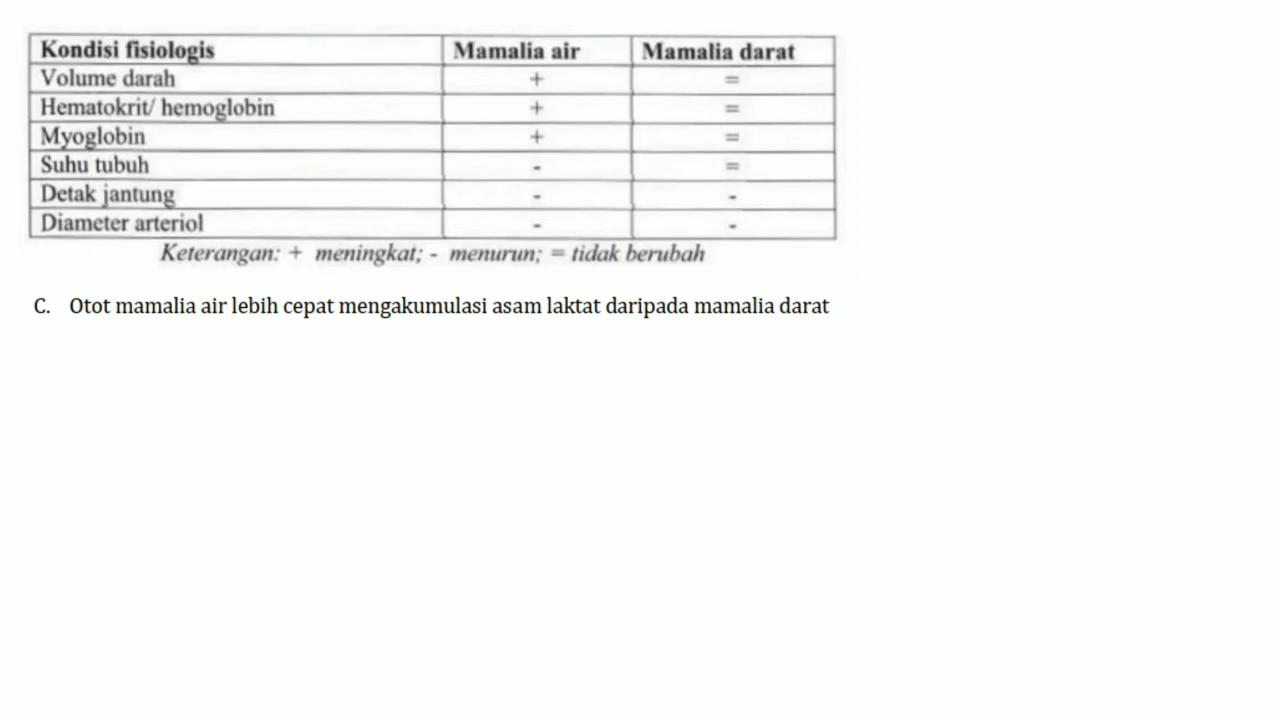 Kondisi fisiologis Mamalia air Mamalia darat
Volume darah + =
Hematokrit/ hemoglobin + =
Myoglobin + =
Suhu tubuh - =
Detak jantung - -
Diameter arteriol - -
Keterangan: + meningkat; - menurun; = tidak berubah
C. Otot mamalia air lebih cepat mengakumulasi asam laktat daripada mamalia darat